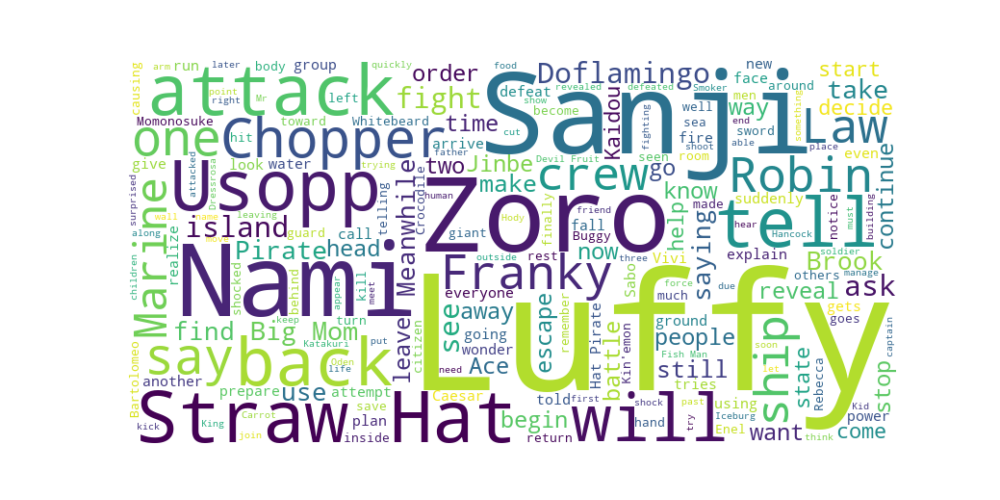 causing
arm
run
later
body
group
quickly
food
new
something
start
attack
point
right
Mr
left
order
Doflamingo
defeat
show
revealed
defeated
Smoker
men
face
around
take
Momonosuke
toward
Whitebeard
fight
become
Sanji
Kaidou
well
sea
fire
sword
able
end
way
decide
one
hit
Chopper
time
arrive
cut
fighting
shoot
Law
even
give
look
water
Crocodile
two
Jinbe
father
trying
human
Devil Fruit
seen
room
place
surprised
attacked
Dressrosa
Usopp
make
crew
go
know
Robin
continue
wall
name
leaving
telling
Meanwhile
Zoro
finally
Hody
friend
help
made
suddenly
notice
must
building
along
move
island
guard
call
fall
Buggy
now
saying
tell
hear
Hancock
Marine
realize
Pirate
head
giant
outside
rest
three
Sabo
Vivi
explain
soldier
manage
children
shocked
behind
kill
appear
meet
Nami
Franky
everyone
force
much
due
others
Brook
reveal
ask
keep
find Big Mom
turn
leave
citizen
see
away
going
wonder
escape
remember
Hat Pirate
Kin'emon
battle
ground
people
gets
goes
Bartolomeo
say
back
Katakuri
Oden
life
put
need
Ace
Luffy
still
Fish Man
ship
state
soon
let
stop
captain
another
prepare
use
attempt
Caesar
told
first
tries
shock
past
using
Rebecca
Kid
power
kick
King
Carrot
save
Straw Hat
will
begin
hand
try
Iceburg
want
come
join
plan
inside
return
Enel
think